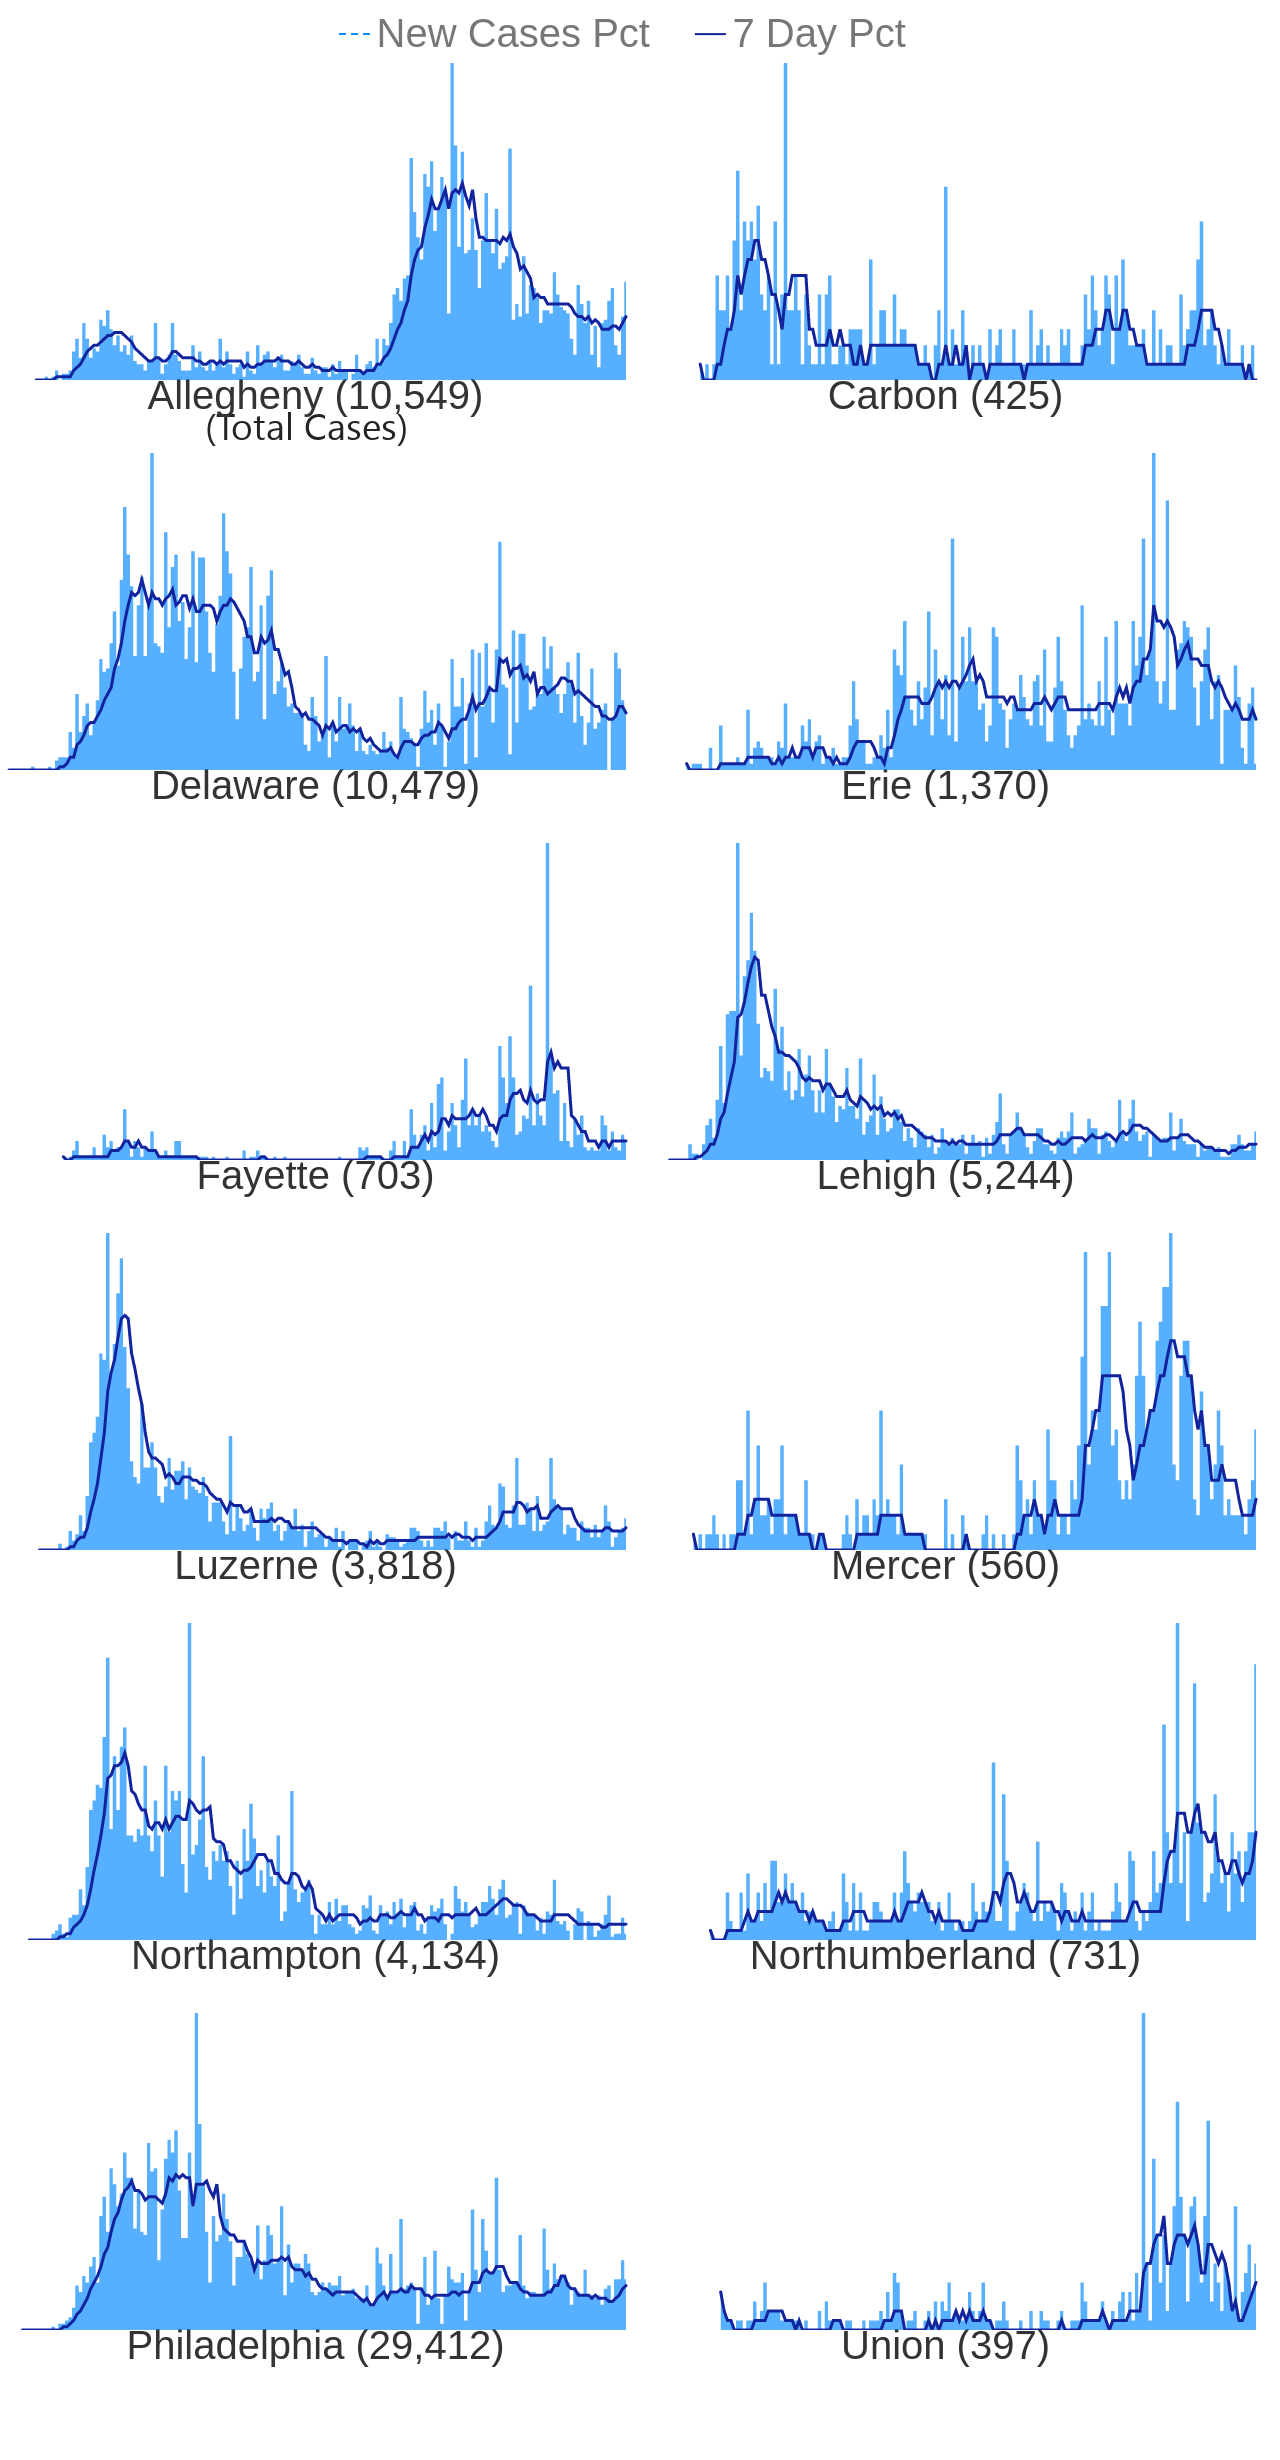 New Cases Pct 7 Day Pct
Allegheny (10,549) Carbon (425)
(Total Cases)
Delaware (10,479) Erie (1,370)
Fayette (703) Lehigh (5,244)
Luzerne (3,818) Mercer (560)
Northampton (4,134) Northumberland (731)
Philadelphia (29,412) Union (397)